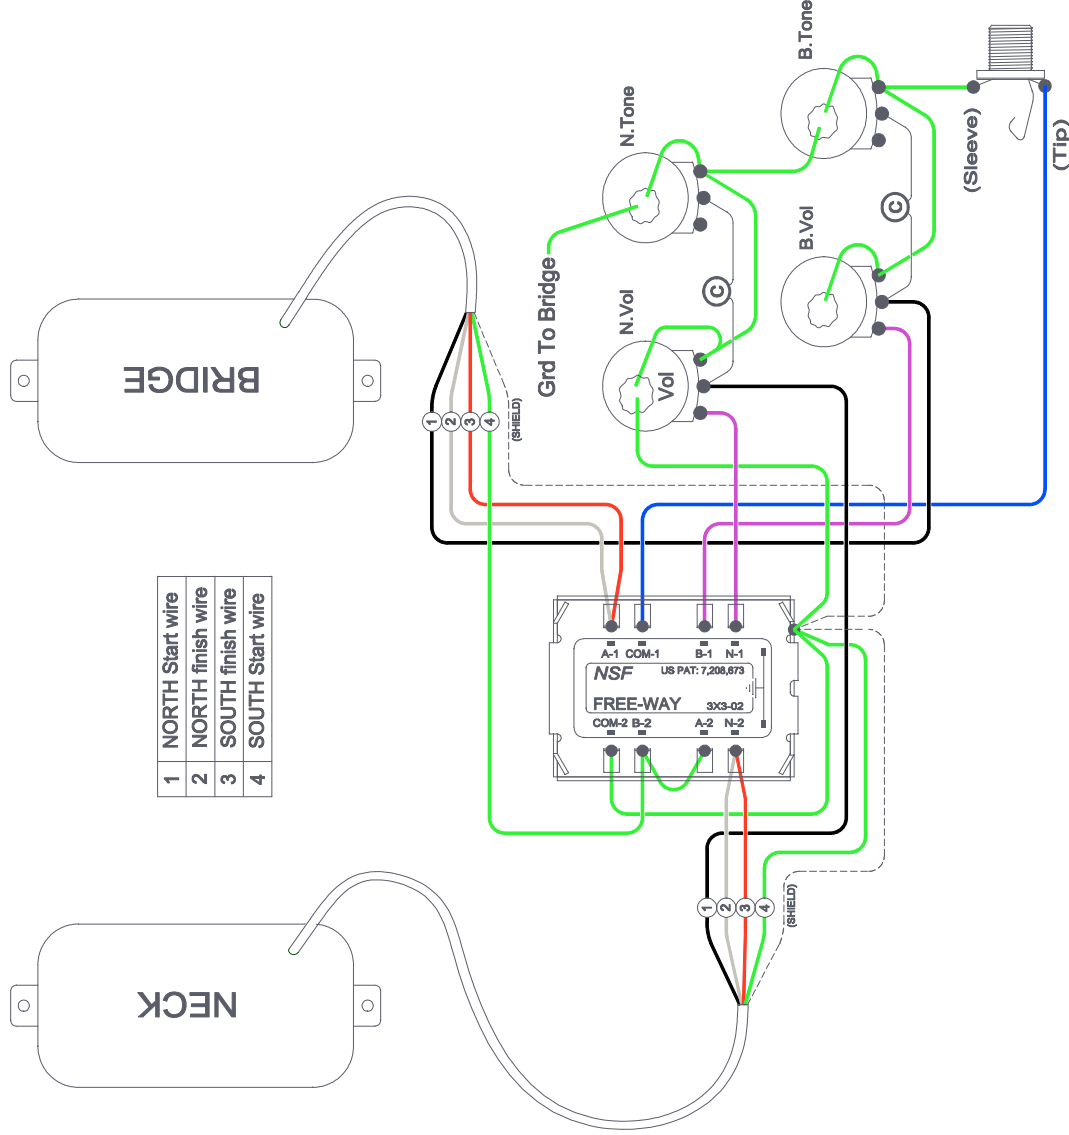 B.Tone
N.Tone
(Sleeve)
(Tip)
C
B.Vol
Grd To Bridge
N.Vol
C
Vol
BRIDGE
1
2
3
4
(SHIELD)
1 NORTH Start wire
2 NORTH finish wire
3 SOUTH finish wire
4 SOUTH Start wire
A-1 COM-1 B-1 N-1
NSF US PAT: 7,208,673
FREE-WAY 3X3-02
COM-2 B-2 A-2 N-2
1
2
3
4
(SHIELD)
NECK